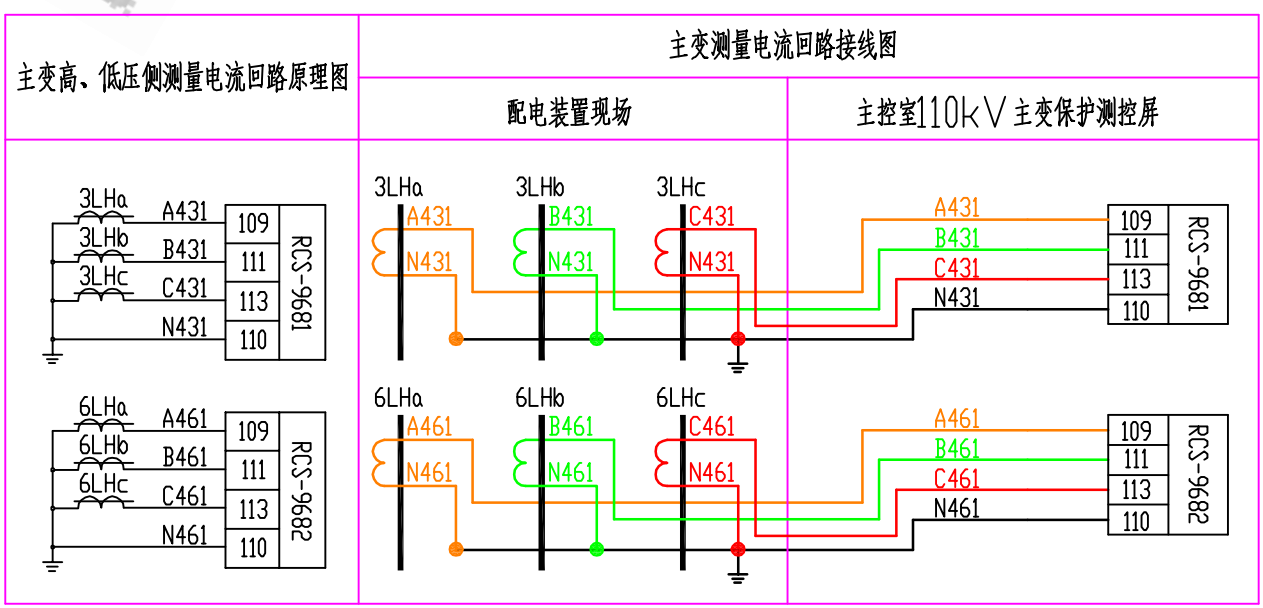 主变高、低压侧测量电流回路原理图
主变测量电流回路接线图
配电装置现场
主控室110kV主变保护测控屏
3LHa
A431
109
3LHb
B431
111
3LHc
C431
113
N431
110
RCS-9681
6LHa
A461
109
6LHb
B461
111
6LHc
C461
113
N461
110
RCS-9682
3LHa
3LHb
3LHc
A431
B431
C431
N431
N431
N431
6LHa
6LHb
6LHc
A461
B461
C461
N461
N461
N461
A431
109
B431
111
C431
113
N431
110
RCS-9681
A461
109
B461
111
C461
113
N461
110
RCS-9682